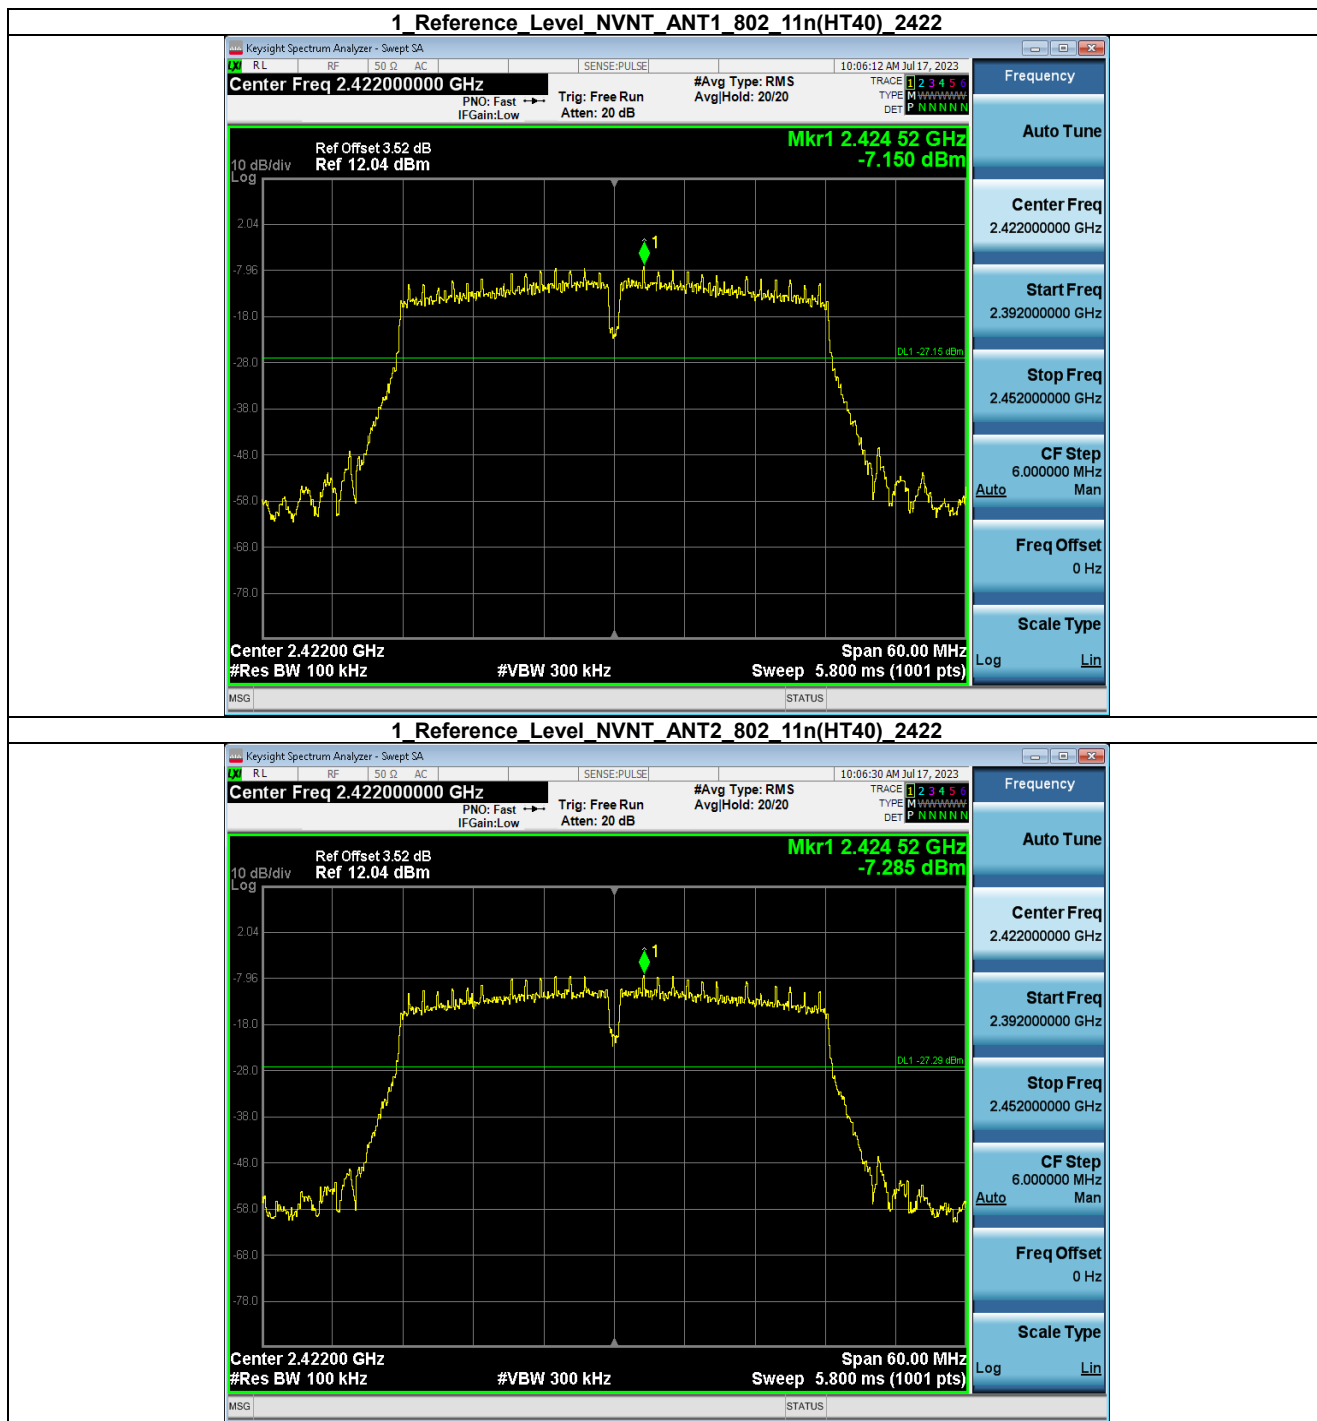 1_Reference_Level_NVNT_ANT1_802_11n(HT40)_2422
Keysight Spectrum Analyzer - Swept SA
LXI RL RF 50 Ω AC SENSE:PULSE 10:06:12 AM Jul 17, 2023
Center Freq 2.422000000 GHz
PNO: Fast
IFGain:Low
Trig: Free Run
Atten: 20 dB
#Avg Type: RMS
Avg|Hold: 20/20
TRACE 1 2 3 4 5 6
TYPE M WWWWW
DET P N N N N N
Frequency
Mkr1 2.424 52 GHz
-7.150 dBm
Ref Offset 3.52 dB
10 dB/div Ref 12.04 dBm
Log
2.04
-7.96
-18.0
-28.0
-38.0
-48.0
-58.0
-68.0
-78.0
1
DL1 -27.15 dBm
Center 2.42200 GHz Span 60.00 MHz
#Res BW 100 kHz #VBW 300 kHz Sweep 5.800 ms (1001 pts)
Auto Tune
Center Freq
2.422000000 GHz
Start Freq
2.392000000 GHz
Stop Freq
2.452000000 GHz
CF Step
6.000000 MHz
Auto Man
Freq Offset
0 Hz
Scale Type
Log Lin
MSG STATUS
1_Reference_Level_NVNT_ANT2_802_11n(HT40)_2422
Keysight Spectrum Analyzer - Swept SA
LXI RL RF 50 Ω AC SENSE:PULSE 10:06:30 AM Jul 17, 2023
Center Freq 2.422000000 GHz
PNO: Fast
IFGain:Low
Trig: Free Run
Atten: 20 dB
#Avg Type: RMS
Avg|Hold: 20/20
TRACE 1 2 3 4 5 6
TYPE M WWWWW
DET P N N N N N
Frequency
Mkr1 2.424 52 GHz
-7.285 dBm
Ref Offset 3.52 dB
10 dB/div Ref 12.04 dBm
Log
2.04
-7.96
-18.0
-28.0
-38.0
-48.0
-58.0
-68.0
-78.0
1
DL1 -27.29 dBm
Center 2.42200 GHz Span 60.00 MHz
#Res BW 100 kHz #VBW 300 kHz Sweep 5.800 ms (1001 pts)
Auto Tune
Center Freq
2.422000000 GHz
Start Freq
2.392000000 GHz
Stop Freq
2.452000000 GHz
CF Step
6.000000 MHz
Auto Man
Freq Offset
0 Hz
Scale Type
Log Lin
MSG STATUS